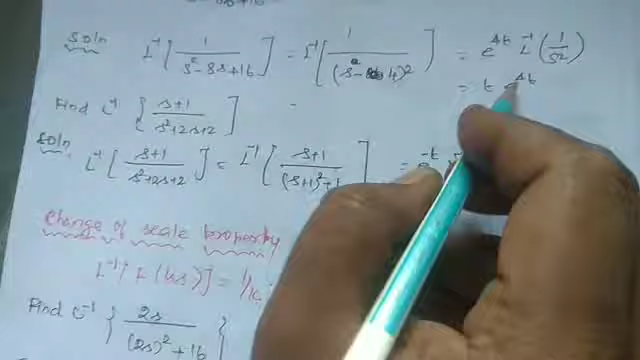 Soln L⁻¹[1/(s²-8s+16)] = L⁻¹[1/(s-4)²] = e^{4t} L⁻¹(1/s²)
= t e^{4t}
Find L⁻¹{(s+1)/(s²+2s+2)}
Soln L⁻¹[(s+1)/(s²+2s+2)] = L⁻¹[(s+1)/((s+1)²+1)] = e^{-t}
Change of scale property
L⁻¹[F(ks)] = 1/k
Find L⁻¹{2s/((2s)²+16)}